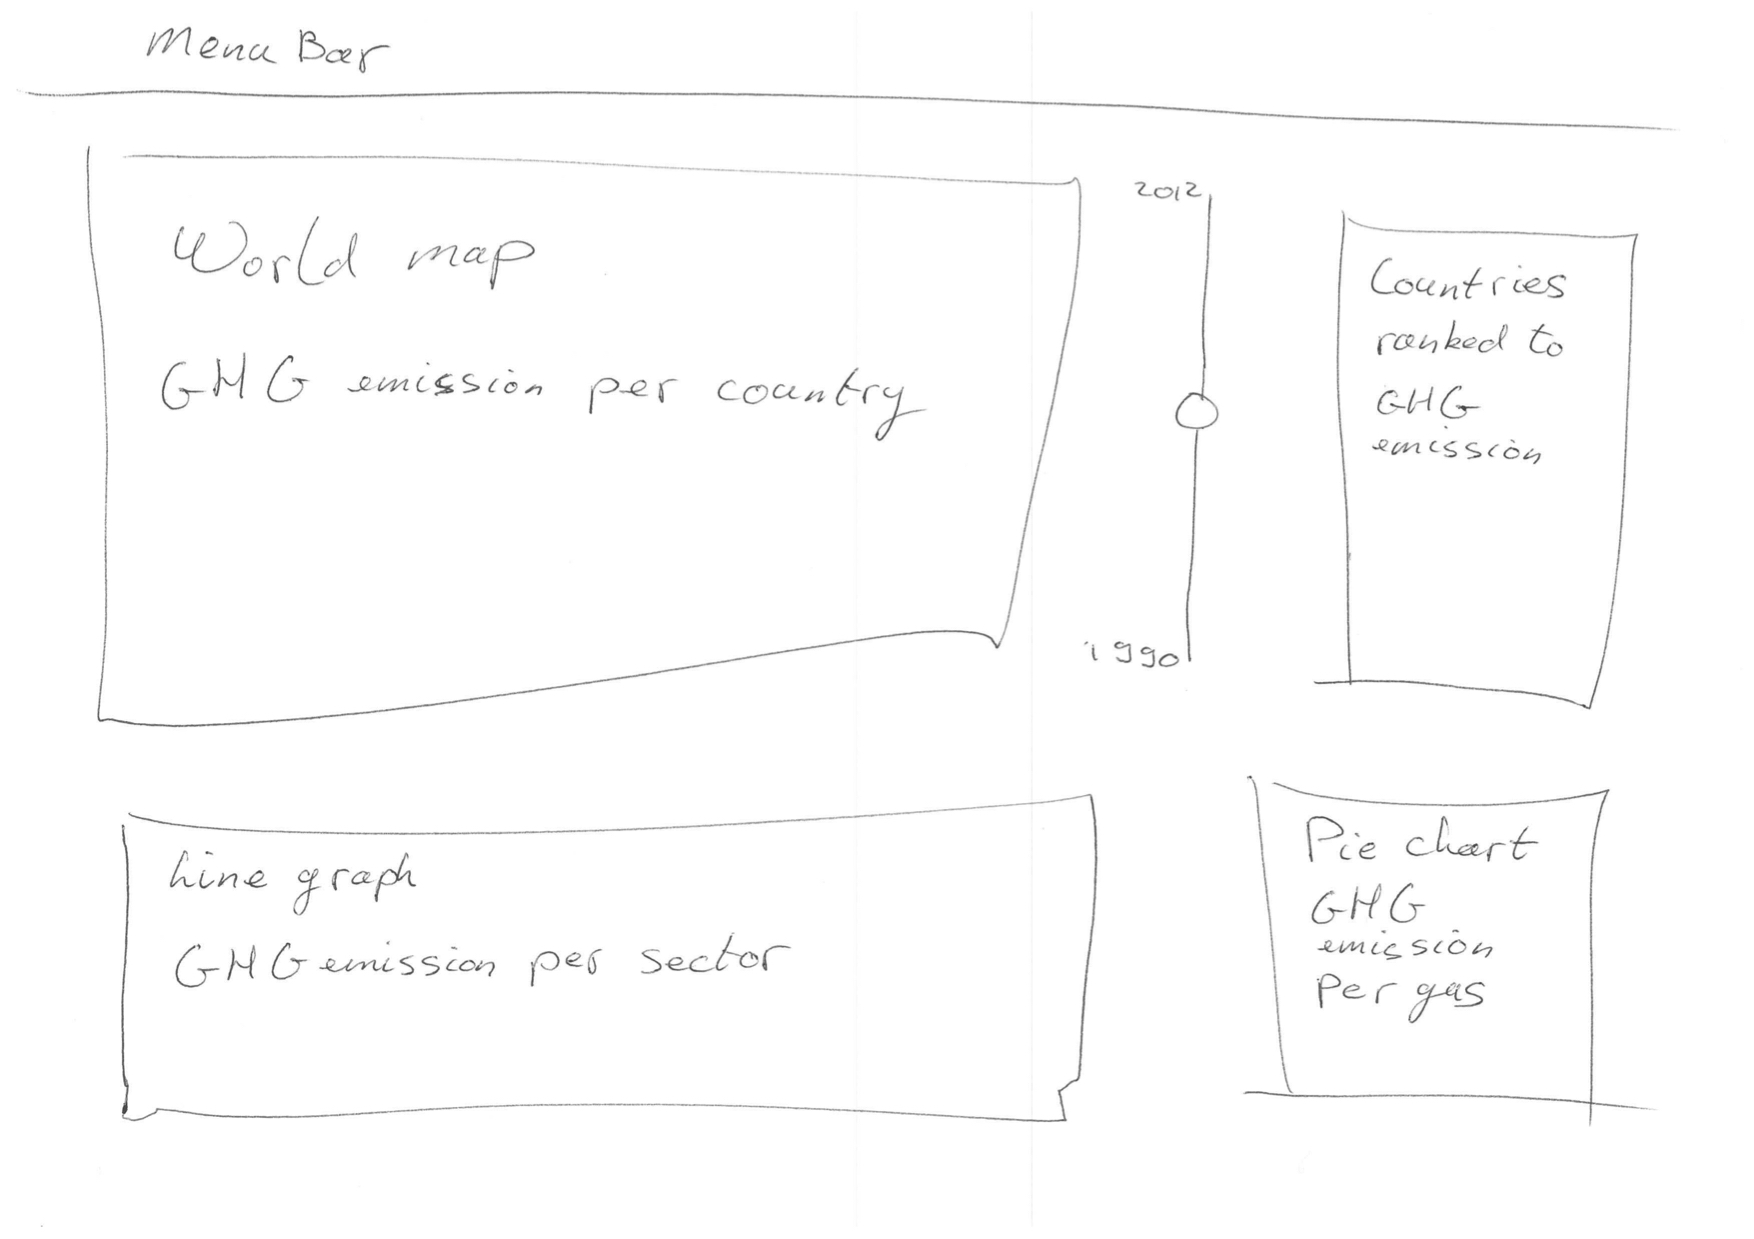 Menu Bar
World map
GHG emission per country
2012
1990
Countries
ranked to
GHG
emission
Line graph
GHG emission per sector
Pie chart
GHG
emission
Per gas